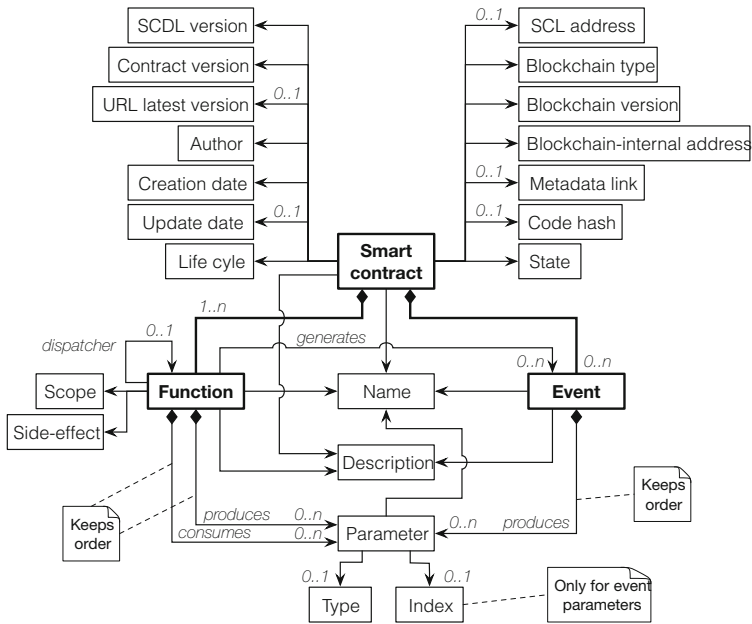 SCDL version
0..1
SCL address
Contract version
Blockchain type
URL latest version
0..1
Blockchain version
Author
Blockchain-internal address
Creation date
0..1
Metadata link
Update date
0..1
0..1
Code hash
Life cyle
Smart
contract
State
1..n
dispatcher
0..1
generates
0..n
0..n
Scope
Function
Name
Event
Side-effect
Description
Keeps
order
Keeps
order
produces
0..n
consumes
0..n
Parameter
0..n
produces
0..1
0..1
Type
Index
Only for event
parameters